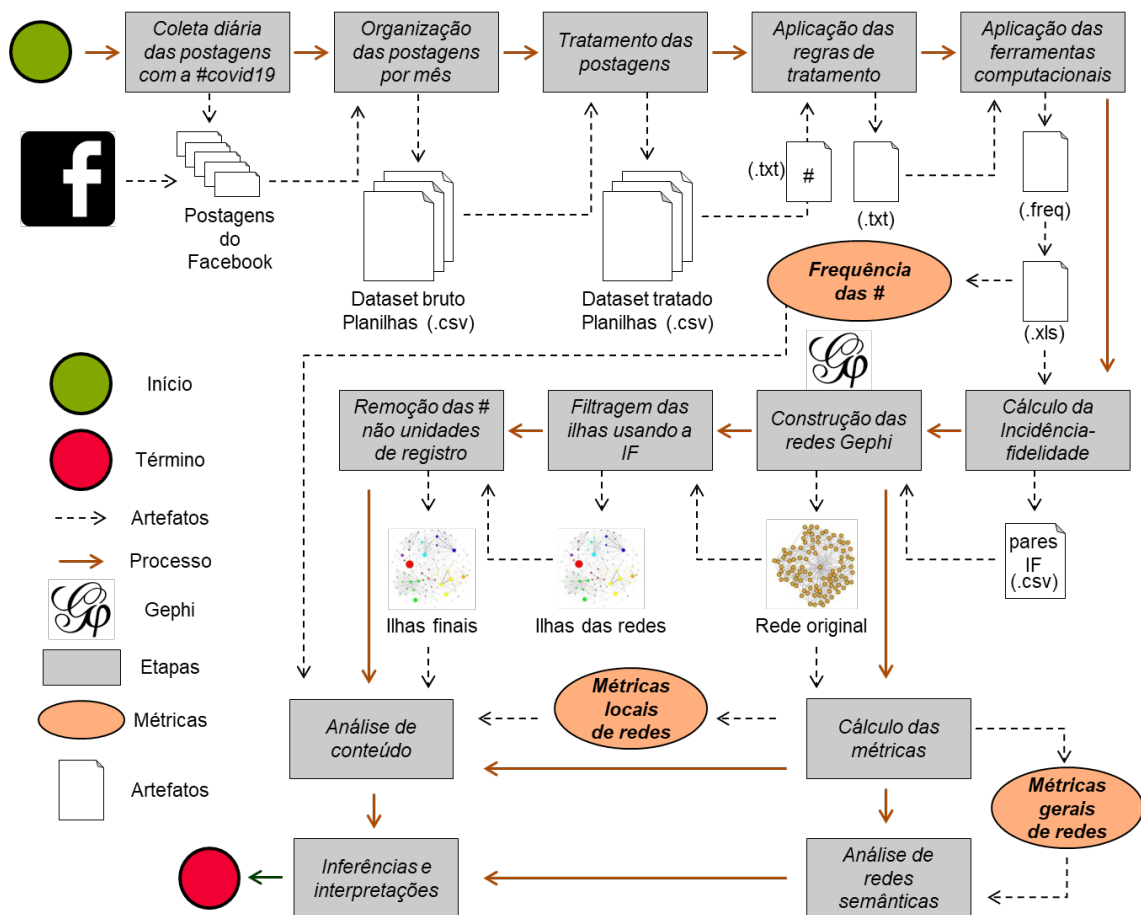 Coleta diária
das postagens
com a #covid19
Organização
das postagens
por mês
Tratamento das
postagens
Aplicação das
regras de
tratamento
Aplicação das
ferramentas
computacionais
f
Postagens
do
Facebook
Dataset bruto
Planilhas (.csv)
Dataset tratado
Planilhas (.csv)
(.txt)
#
(.txt)
(.freq)
(.xls)
Frequência
das #
Gφ
Início
Término
Artefatos
Processo
Gφ
Gephi
Etapas
Métricas
Artefatos
Remoção das #
não unidades
de registro
Filtragem das
ilhas usando a
IF
Construção das
redes Gephi
Cálculo da
Incidência-
fidelidade
Ilhas finais
Ilhas das redes
Rede original
pares
IF
(.csv)
Análise de
conteúdo
Métricas
locais
de redes
Cálculo das
métricas
Métricas
gerais
de redes
Inferências e
interpretações
Análise de
redes
semânticas